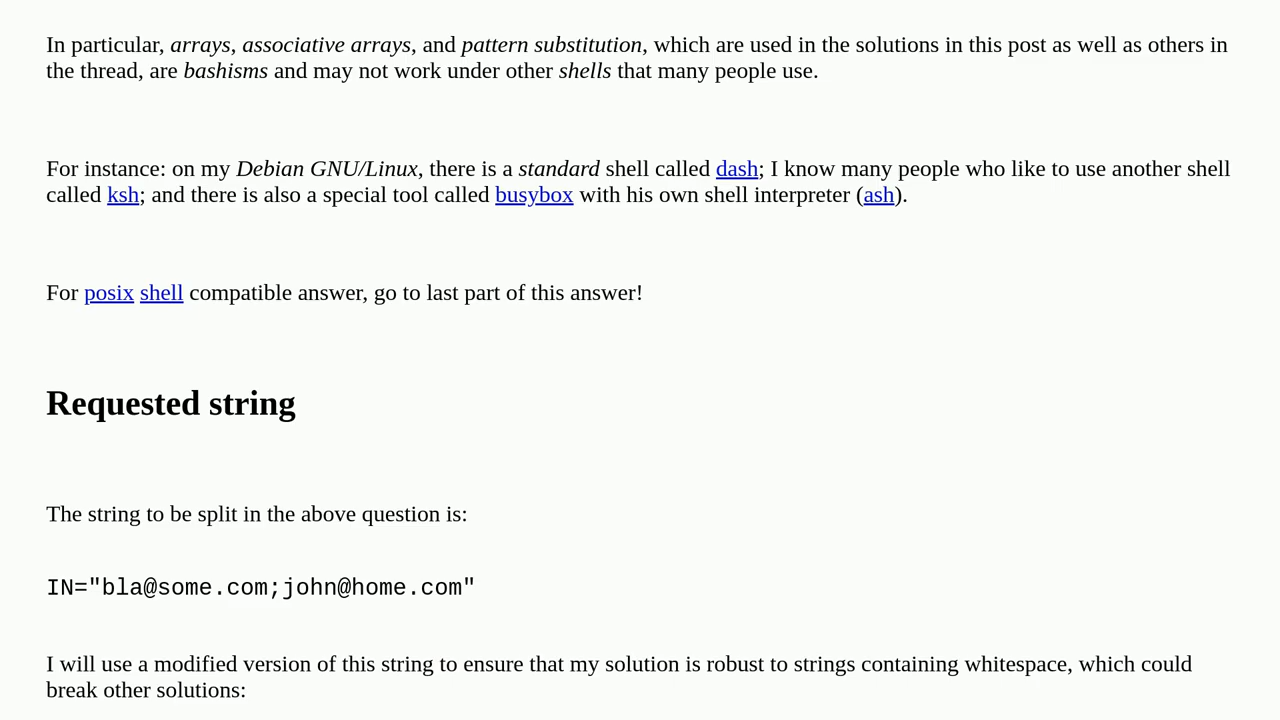 In particular, arrays, associative arrays, and pattern substitution, which are used in the solutions in this post as well as others in
the thread, are bashisms and may not work under other shells that many people use.
For instance: on my Debian GNU/Linux, there is a standard shell called dash; I know many people who like to use another shell
called ksh; and there is also a special tool called busybox with his own shell interpreter (ash).
For posix shell compatible answer, go to last part of this answer!
Requested string
The string to be split in the above question is:
IN="bla@some.com;john@home.com"
I will use a modified version of this string to ensure that my solution is robust to strings containing whitespace, which could
break other solutions: